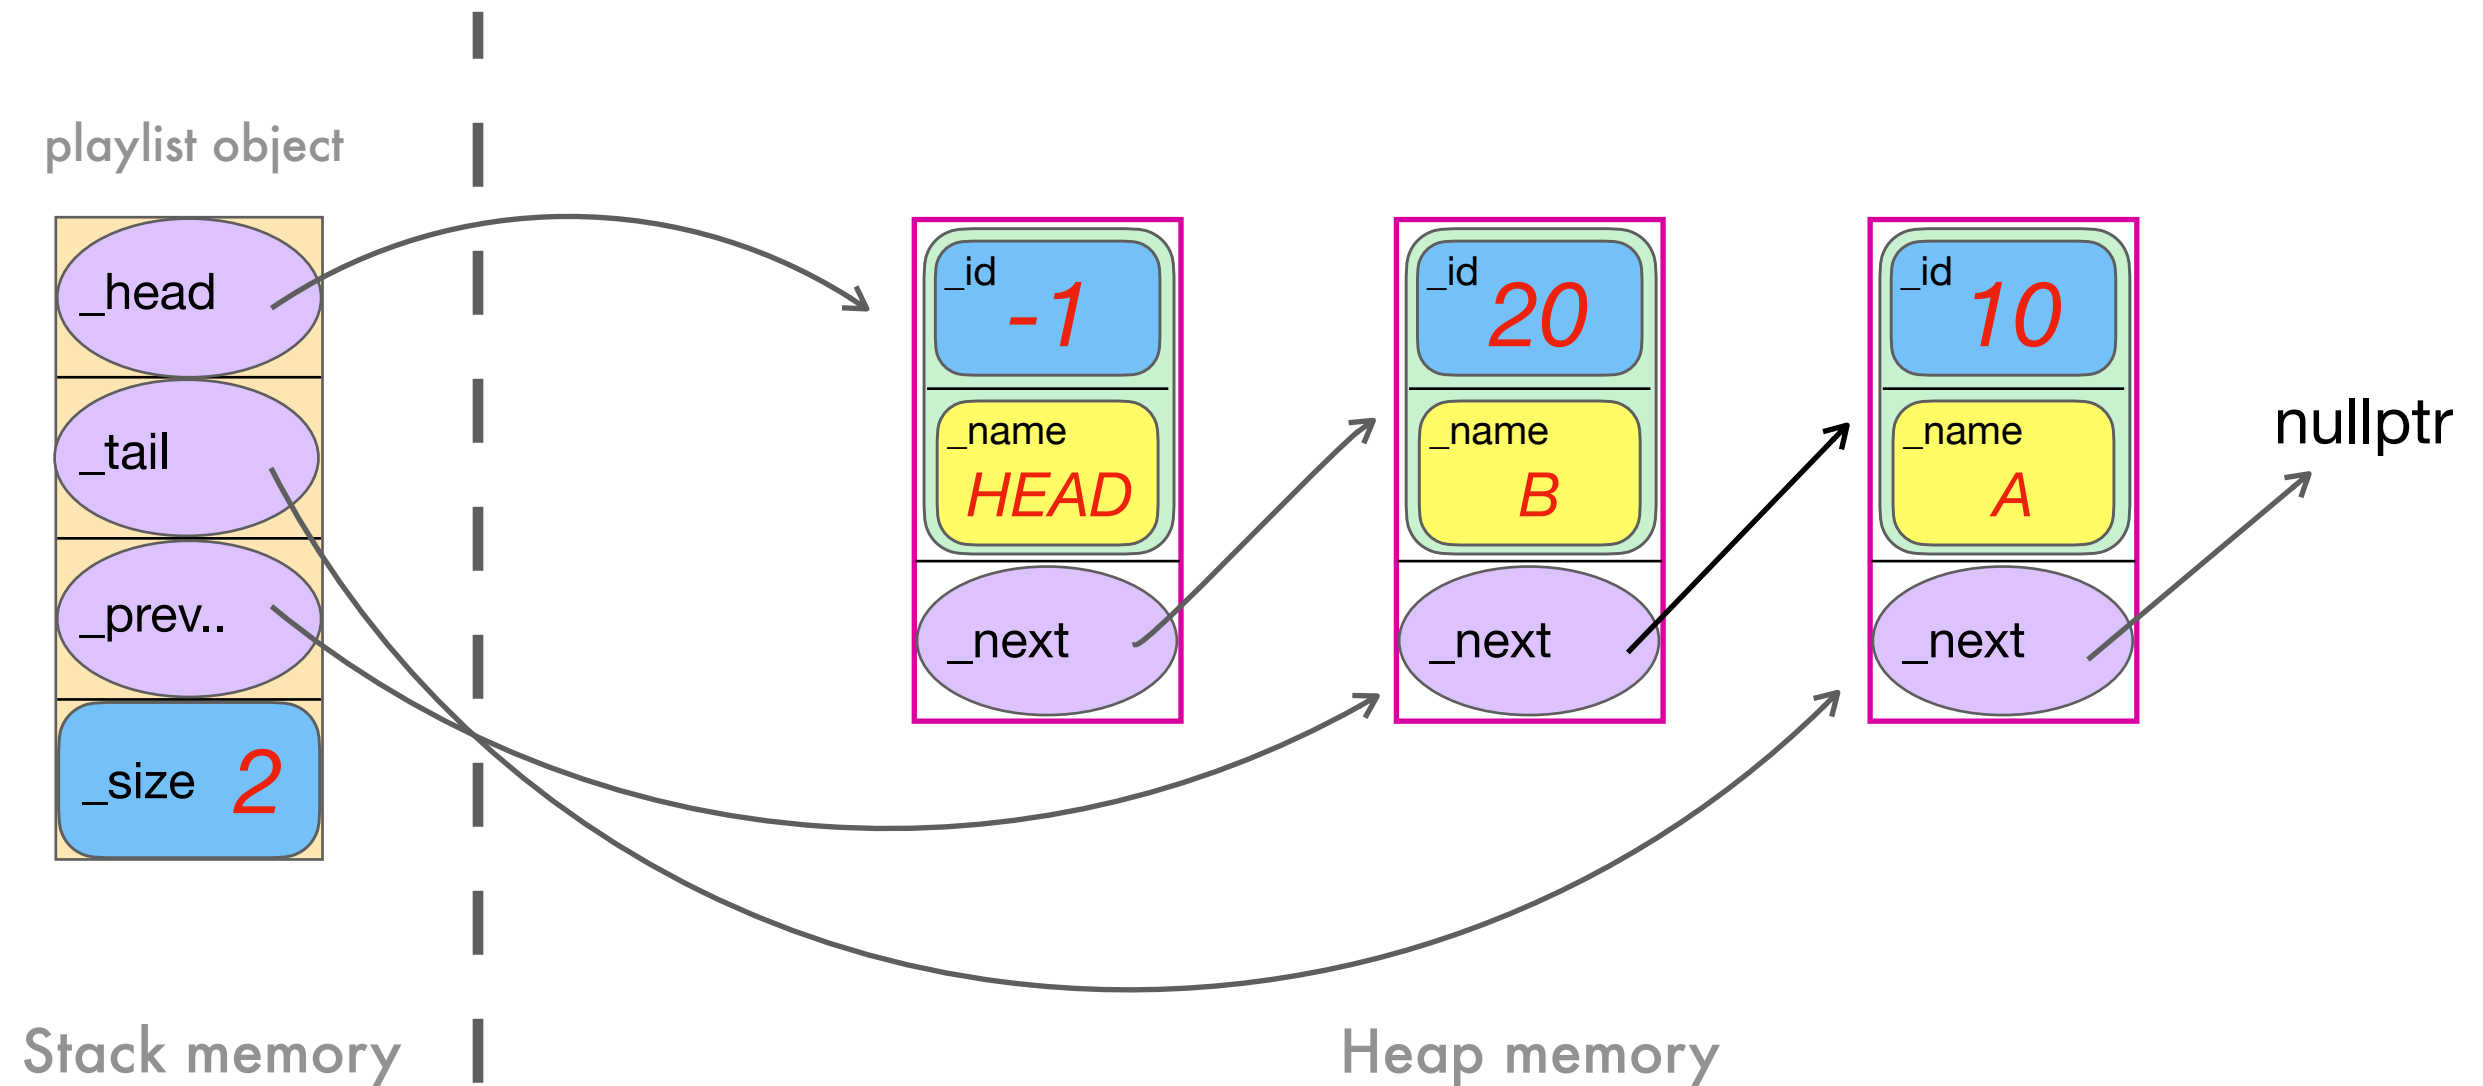 playlist object
_head
_tail
_prev..
_size 2
_id -1
_name
HEAD
_next
_id 20
_name
B
_next
_id 10
_name
A
_next
nullptr
Stack memory
Heap memory